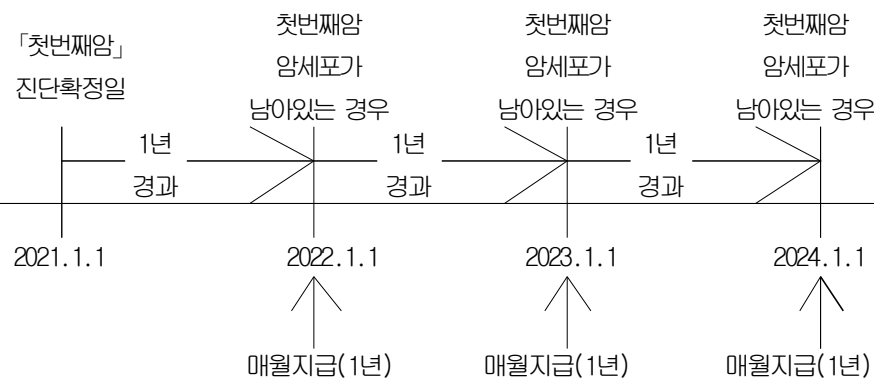 「첫번째암」
진단확정일
첫번째암
암세포가
남아있는 경우
첫번째암
암세포가
남아있는 경우
첫번째암
암세포가
남아있는 경우
1년
경과
1년
경과
1년
경과
2021.1.1
2022.1.1
2023.1.1
2024.1.1
매월지급(1년)
매월지급(1년)
매월지급(1년)